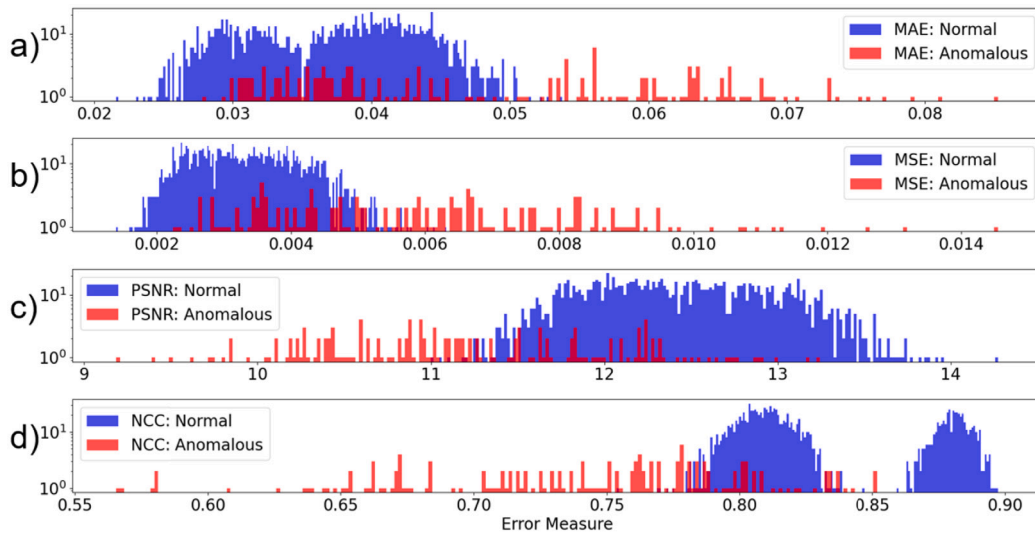 a)
10¹
10⁰
MAE: Normal
MAE: Anomalous
0.02 0.03 0.04 0.05 0.06 0.07 0.08
b)
10¹
10⁰
MSE: Normal
MSE: Anomalous
0.002 0.004 0.006 0.008 0.010 0.012 0.014
c)
10¹
10⁰
PSNR: Normal
PSNR: Anomalous
9 10 11 12 13 14
d)
10¹
10⁰
NCC: Normal
NCC: Anomalous
0.55 0.60 0.65 0.70 0.75 0.80 0.85 0.90
Error Measure